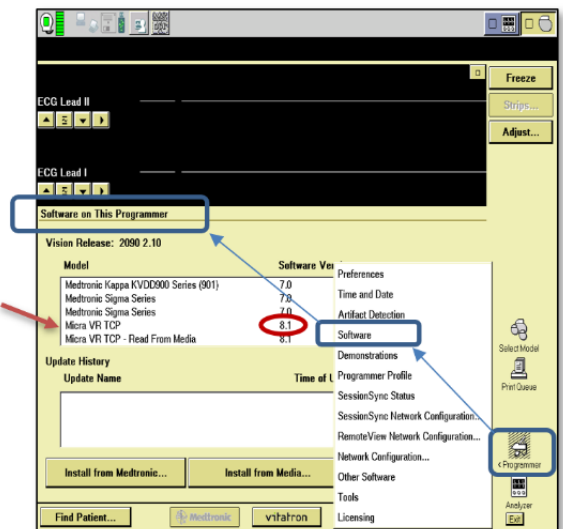 Freeze
ECG Lead II
Strips...
Adjust...
ECG Lead I
Software on This Programmer
Vision Release: 2090 2.10
Model Software Ver
Medtronic Kappa KVDD900 Series (901) 7.0
Medtronic Sigma Series 7.0
Medtronic Sigma Series 7.0
Micra VR TCP 8.1
Micra VR TCP - Read From Media 8.1
Update History
Update Name Time of U
Install from Medtronic... Install from Media...
Find Patient... Medtronic vitatron
Preferences
Time and Date
Artifact Detection
Software
Demonstrations
Programmer Profile
SessionSync Status
SessionSync Network Configuration...
RemoteView Network Configuration...
Network Configuration...
Other Software
Tools
Licensing
Select Model
Print Queue
< Programmer
Analyzer
Exit